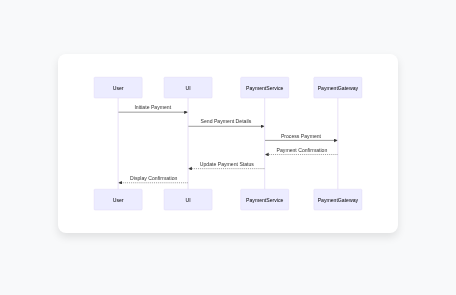 User UI PaymentService PaymentGateway
Initiate Payment
Send Payment Details
Process Payment
Payment Confirmation
Update Payment Status
Display Confirmation
User UI PaymentService PaymentGateway